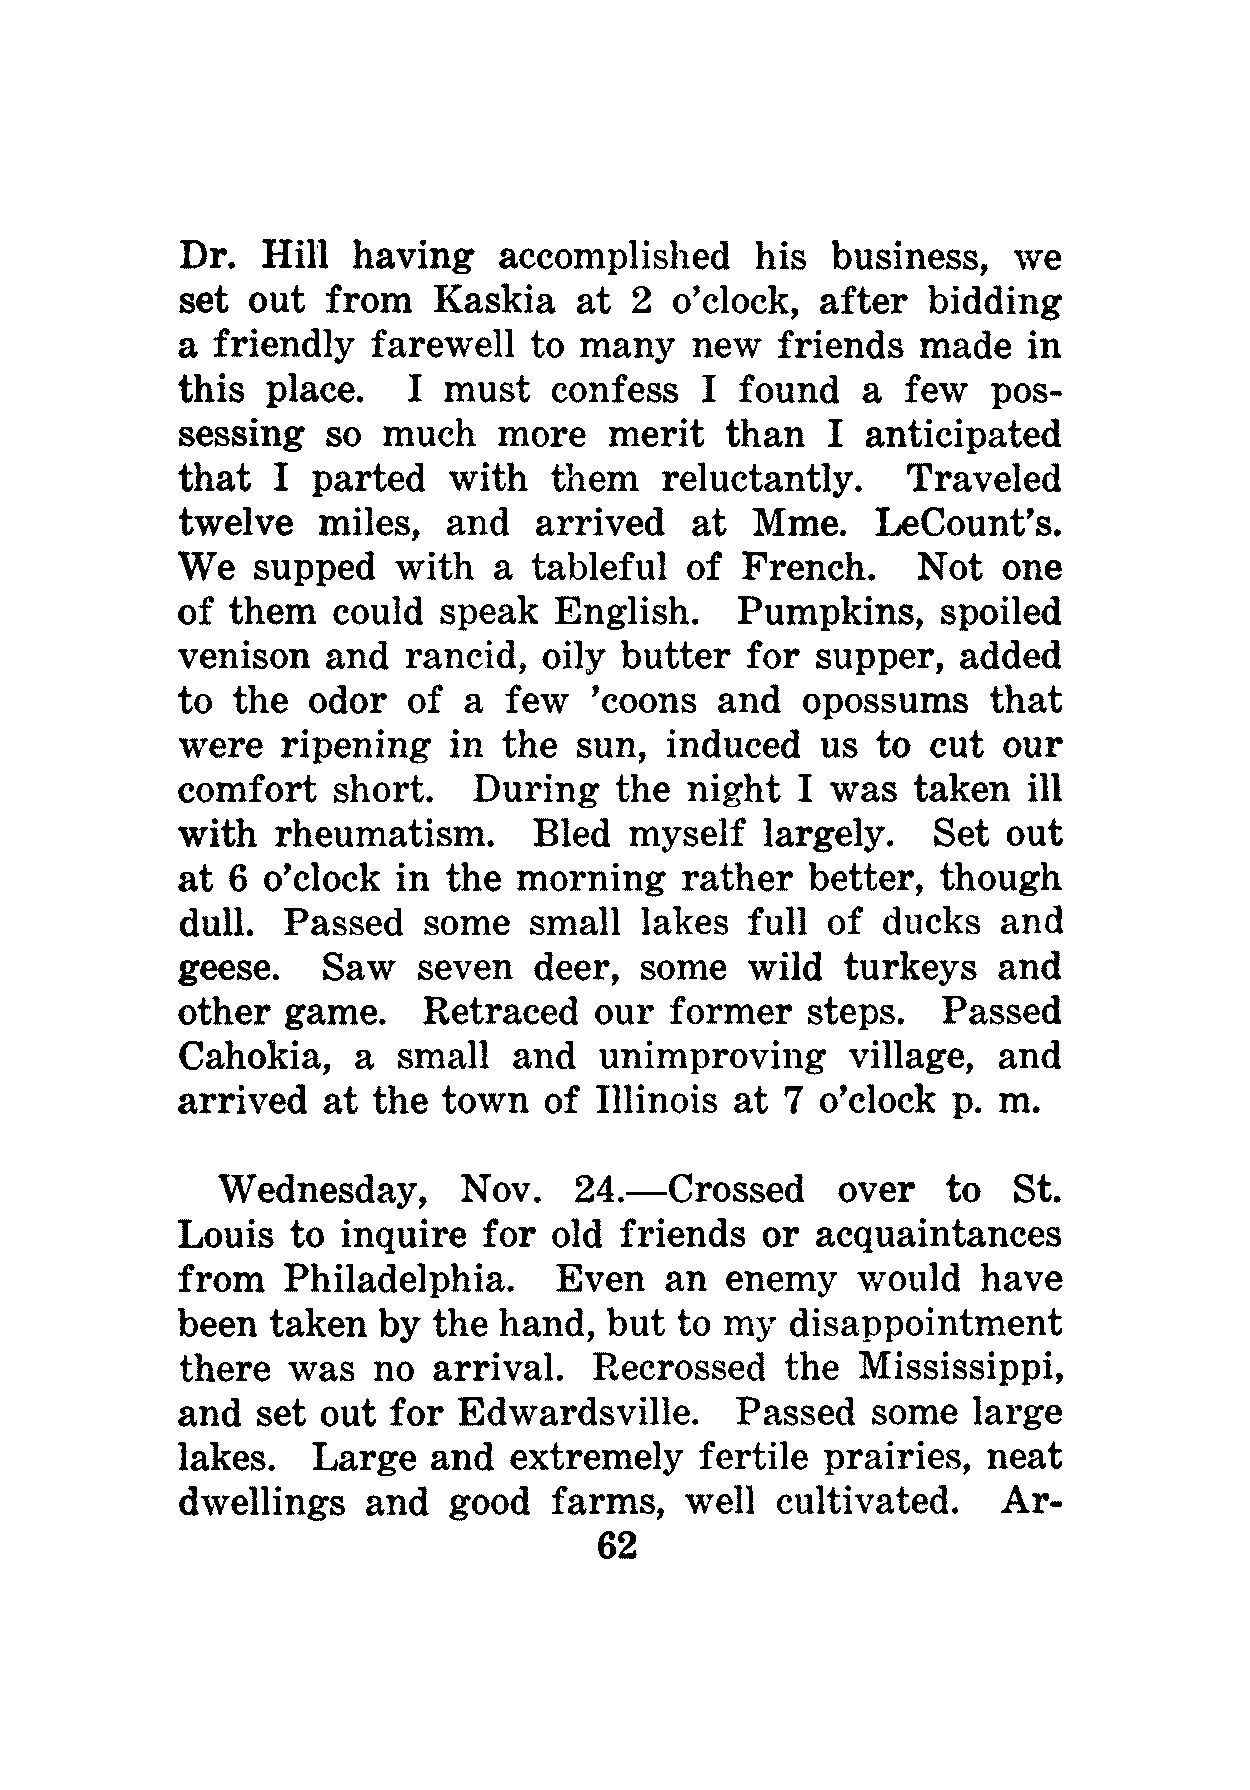 Dr. Hill having accomplished his business, we
set out from Kaskia at 2 o'clock, after bidding
a friendly farewell to many new friends made in
this place. I must confess I found a few pos-
sessing so much more merit than I anticipated
that I parted with them reluctantly. Traveled
twelve miles, and arrived at Mme. LeCount's.
We supped with a tableful of French. Not one
of them could speak English. Pumpkins, spoiled
venison and rancid, oily butter for supper, added
to the odor of a few 'coons and opossums that
were ripening in the sun, induced us to cut our
comfort short. During the night I was taken ill
with rheumatism. Bled myself largely. Set out
at 6 o'clock in the morning rather better, though
dull. Passed some small lakes full of ducks and
geese. Saw seven deer, some wild turkeys and
other game. Retraced our former steps. Passed
Cahokia, a small and unimproving village, and
arrived at the town of Illinois at 7 o'clock p. m.
Wednesday, Nov. 24.—Crossed over to St.
Louis to inquire for old friends or acquaintances
from Philadelphia. Even an enemy would have
been taken by the hand, but to my disappointment
there was no arrival. Recrossed the Mississippi,
and set out for Edwardsville. Passed some large
lakes. Large and extremely fertile prairies, neat
dwellings and good farms, well cultivated. Ar-
62